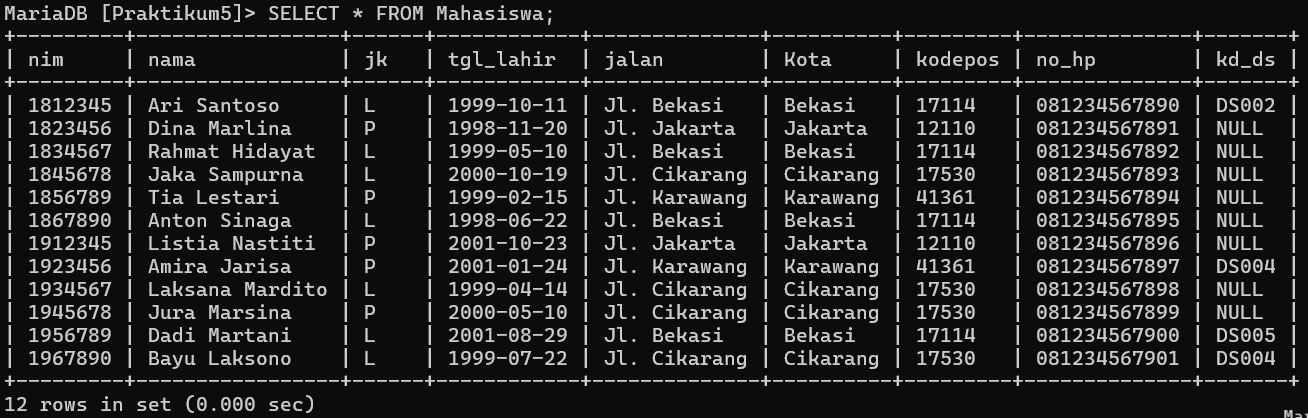 MariaDB [Praktikum5]> SELECT * FROM Mahasiswa;
+---------+-----------------+------+------------+--------------+----------+---------+--------------+-------+
| nim     | nama            | jk   | tgl_lahir  | jalan        | Kota     | kodepos | no_hp        | kd_ds |
+---------+-----------------+------+------------+--------------+----------+---------+--------------+-------+
| 1812345 | Ari Santoso     | L    | 1999-10-11 | Jl. Bekasi   | Bekasi   | 17114   | 081234567890 | DS002 |
| 1823456 | Dina Marlina    | P    | 1998-11-20 | Jl. Jakarta  | Jakarta  | 12110   | 081234567891 | NULL  |
| 1834567 | Rahmat Hidayat  | L    | 1999-05-10 | Jl. Bekasi   | Bekasi   | 17114   | 081234567892 | NULL  |
| 1845678 | Jaka Sampurna   | L    | 2000-10-19 | Jl. Cikarang | Cikarang | 17530   | 081234567893 | NULL  |
| 1856789 | Tia Lestari     | P    | 1999-02-15 | Jl. Karawang | Karawang | 41361   | 081234567894 | NULL  |
| 1867890 | Anton Sinaga    | L    | 1998-06-22 | Jl. Bekasi   | Bekasi   | 17114   | 081234567895 | NULL  |
| 1912345 | Listia Nastiti  | P    | 2001-10-23 | Jl. Jakarta  | Jakarta  | 12110   | 081234567896 | NULL  |
| 1923456 | Amira Jarisa    | P    | 2001-01-24 | Jl. Karawang | Karawang | 41361   | 081234567897 | DS004 |
| 1934567 | Laksana Mardito | L    | 1999-04-14 | Jl. Cikarang | Cikarang | 17530   | 081234567898 | NULL  |
| 1945678 | Jura Marsina    | P    | 2000-05-10 | Jl. Cikarang | Cikarang | 17530   | 081234567899 | NULL  |
| 1956789 | Dadi Martani    | L    | 2001-08-29 | Jl. Bekasi   | Bekasi   | 17114   | 081234567900 | DS005 |
| 1967890 | Bayu Laksono    | L    | 1999-07-22 | Jl. Cikarang | Cikarang | 17530   | 081234567901 | DS004 |
+---------+-----------------+------+------------+--------------+----------+---------+--------------+-------+
12 rows in set (0.000 sec)